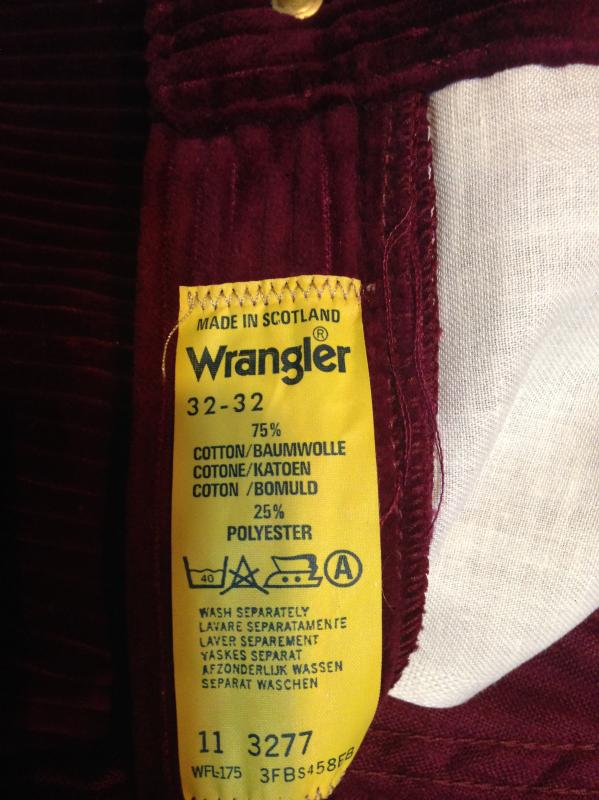 MADE IN SCOTLAND
Wrangler®
32-32
75%
COTTON/BAUMWOLLE
COTONE/KATOEN
COTON /BOMULD
25%
POLYESTER
40 A
WASH SEPARATELY
LAVARE SEPARATAMENTE
LAVER SEPAREMENT
VASKES SEPARAT
AFZONDERLIJK WASSEN
SEPARAT WASCHEN
11 3277
WFL-175 3FBS458FB